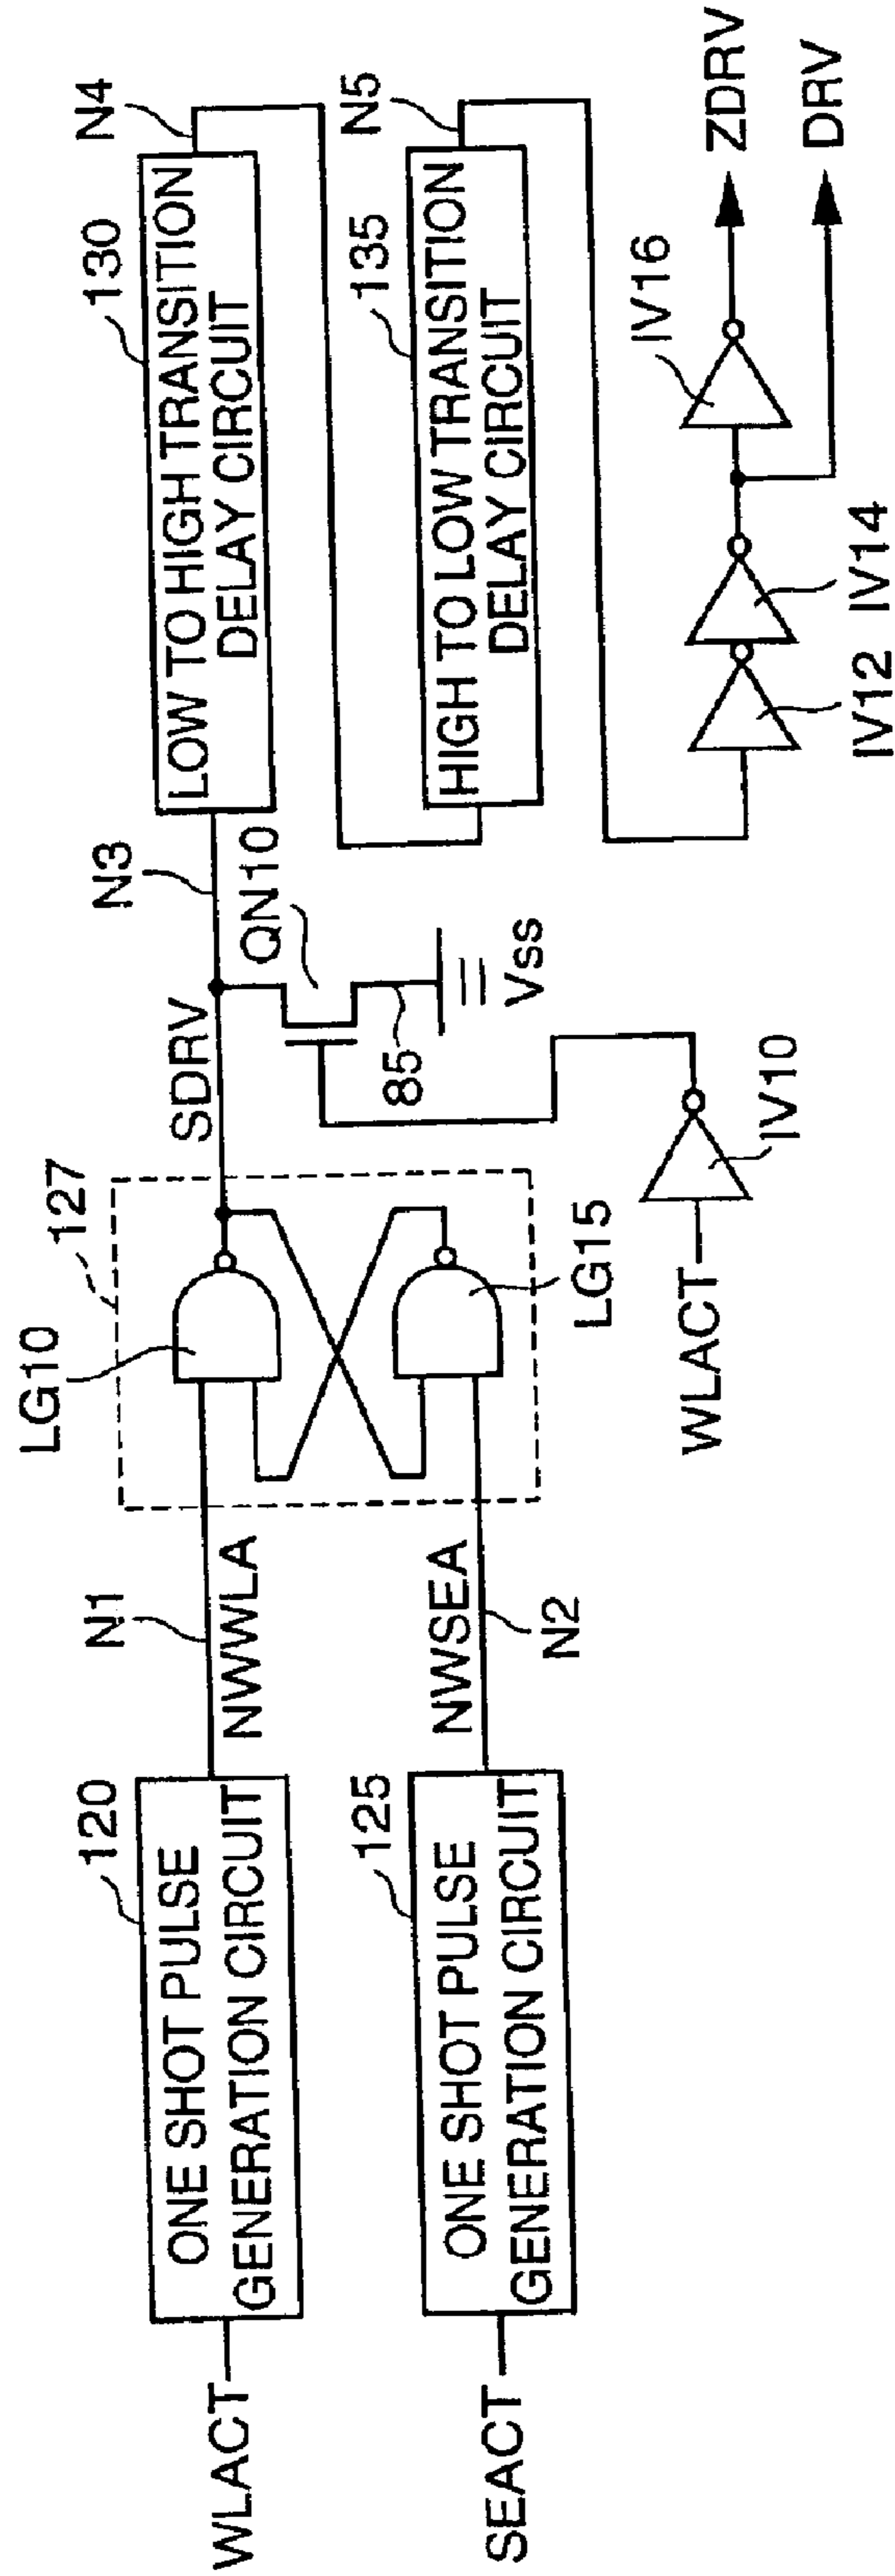 WLACT
120
ONE SHOT PULSE
GENERATION CIRCUIT
N1
NWWLA
SEACT
125
ONE SHOT PULSE
GENERATION CIRCUIT
NWSEA
N2
127
LG10
LG15
SDRV
N3
QN10
85
Vss
WLACT
IV10
130
LOW TO HIGH TRANSITION
DELAY CIRCUIT
N4
135
HIGH TO LOW TRANSITION
DELAY CIRCUIT
N5
IV12
IV14
IV16
ZDRV
DRV